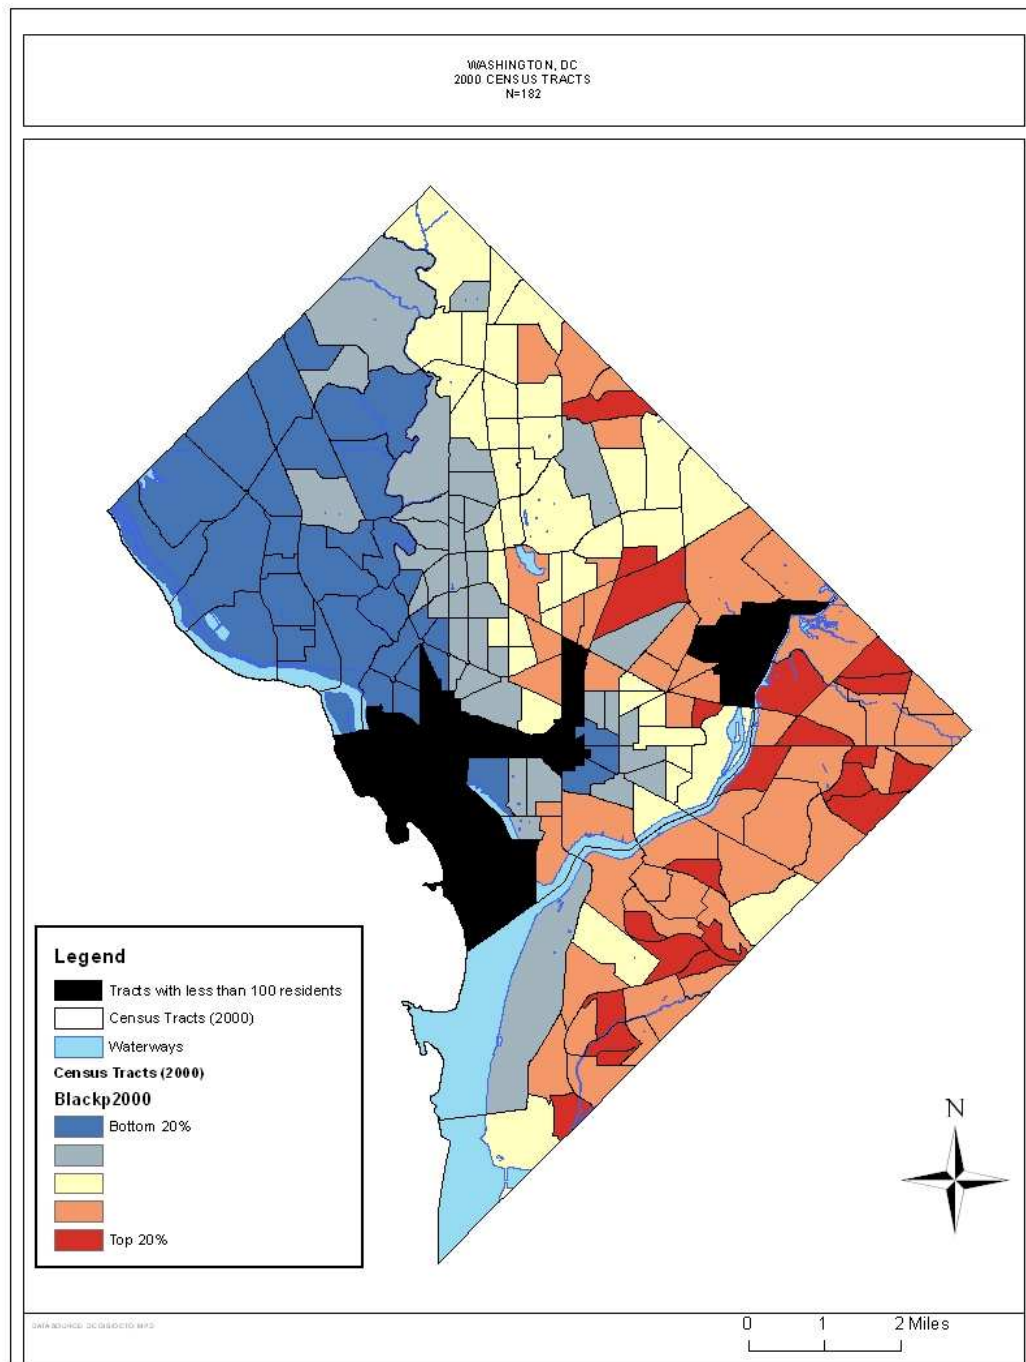 WASHINGTON, DC
2000 CENSUS TRACTS
N=182
Legend
Tracts with less than 100 residents
Census Tracts (2000)
Waterways
Census Tracts (2000)
Blackp2000
Bottom 20%
Top 20%
N
0 1 2 Miles